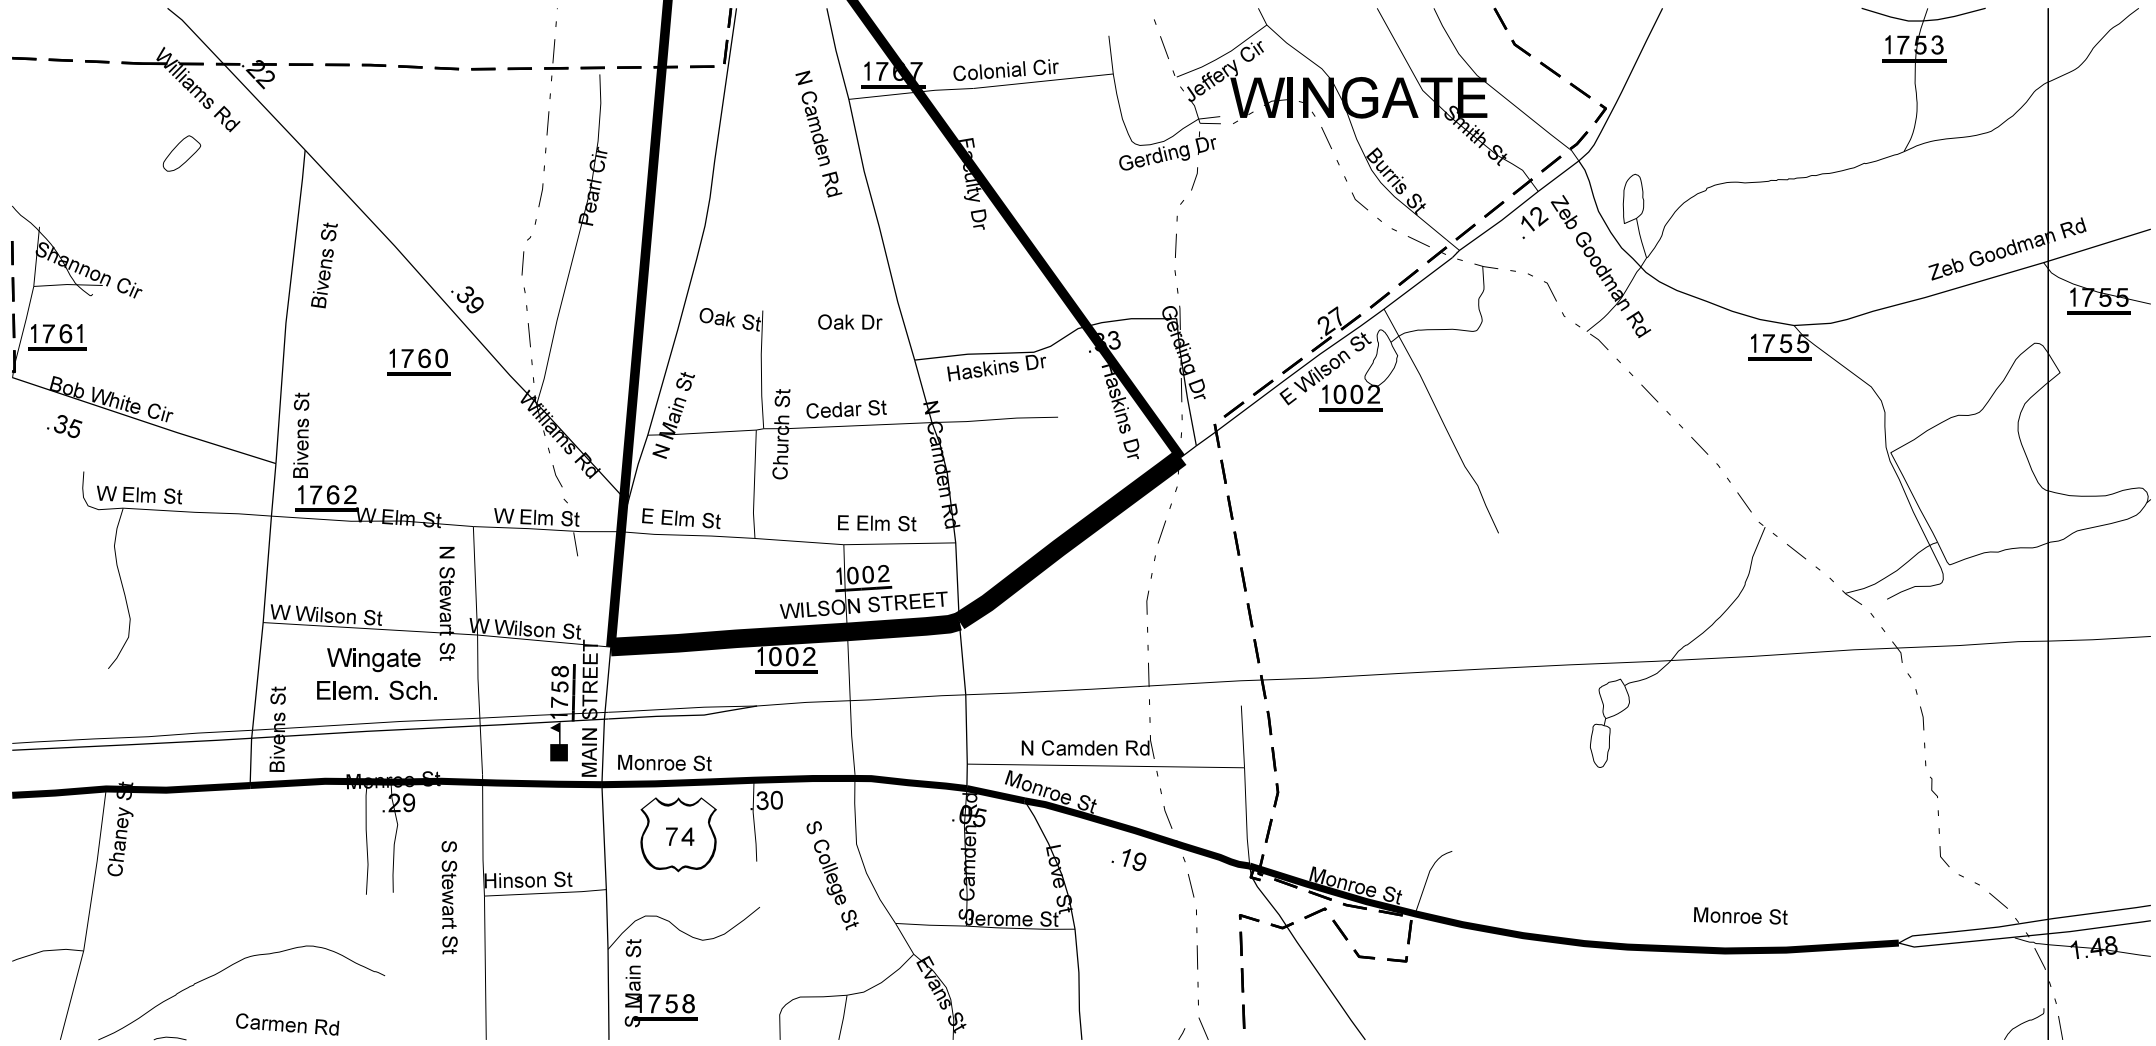 1753
1767
Colonial Cir
Jeffery Cir
WINGATE
.22
Williams Rd
N Camden Rd
Smith St
Faculty Dr
Gerding Dr
Burris St
Pearl Cir
.12
Zeb Goodman Rd
Zeb Goodman Rd
Bivens St
Shannon Cir
.39
1755
1761
Oak St
Oak Dr
Gerding Dr
.27
1755
1760
.33
Haskins Dr
E Wilson St
1002
Bob White Cir
.35
Bivens St
Williams Rd
N Main St
Church St
Cedar St
N Camden Rd
Haskins Dr
W Elm St
1762
W Elm St
W Elm St
E Elm St
E Elm St
N Stewart St
1002
WILSON STREET
W Wilson St
W Wilson St
Wingate
Elem. Sch.
1002
1758
MAIN STREET
Bivens St
Monroe St
N Camden Rd
Monroe St
Monroe St
.29
.30
.05
74
Chaney St
S Stewart St
S College St
S Camden Rd
Love St
.19
Hinson St
Monroe St
Jerome St
Monroe St
1.48
S Main St
1758
Evans St
Carmen Rd